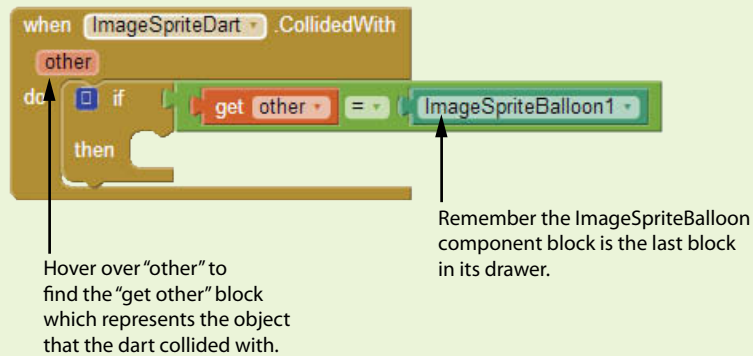 when ImageSpriteDart .CollidedWith
other
do if get other = ImageSpriteBalloon1
then
Remember the ImageSpriteBalloon
component block is the last block
in its drawer.
Hover over “other” to
find the “get other” block
which represents the object
that the dart collided with.